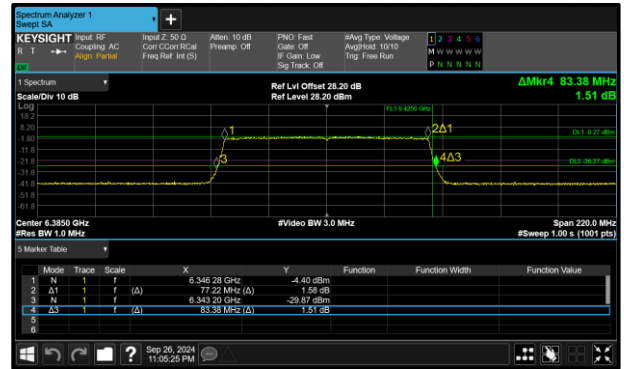 Spectrum Analyzer 1
Swept SA
+
KEYSIGHT Input: RF Input Z: 50 Ω Atten: 10 dB PNO: Fast #Avg Type: Voltage 1 2 3 4 5 6
R T Coupling: AC Corr CCorr RCal Preamp: Off Gate: Off Avg|Hold: 10/10 M W W W W W
Align: Partial Freq Ref: Int (S) IF Gain: Low Trig: Free Run
Sig Track: Off P N N N N N
LXI
1 Spectrum Ref Lvl Offset 28.20 dB ΔMkr4 83.38 MHz
Scale/Div 10 dB Ref Level 28.20 dBm 1.51 dB
Log
18.2 FL3 6.4250 GHz
8.20 1 2Δ1
-1.80 DL1 -0.27 dBm
-11.8
-21.8 3 4Δ3 DL2 -26.27 dBm
-31.8
-41.8
-51.8
-61.8
Center 6.3850 GHz #Video BW 3.0 MHz Span 220.0 MHz
#Res BW 1.0 MHz #Sweep 1.00 s (1001 pts)
5 Marker Table
Mode Trace Scale X Y Function Function Width Function Value
1 N 1 f 6.346 28 GHz -4.40 dBm
2 Δ1 1 f (Δ) 77.22 MHz (Δ) 1.58 dB
3 N 1 f 6.343 20 GHz -29.87 dBm
4 Δ3 1 f (Δ) 83.38 MHz (Δ) 1.51 dB
5
6
? Sep 26, 2024
11:05:25 PM